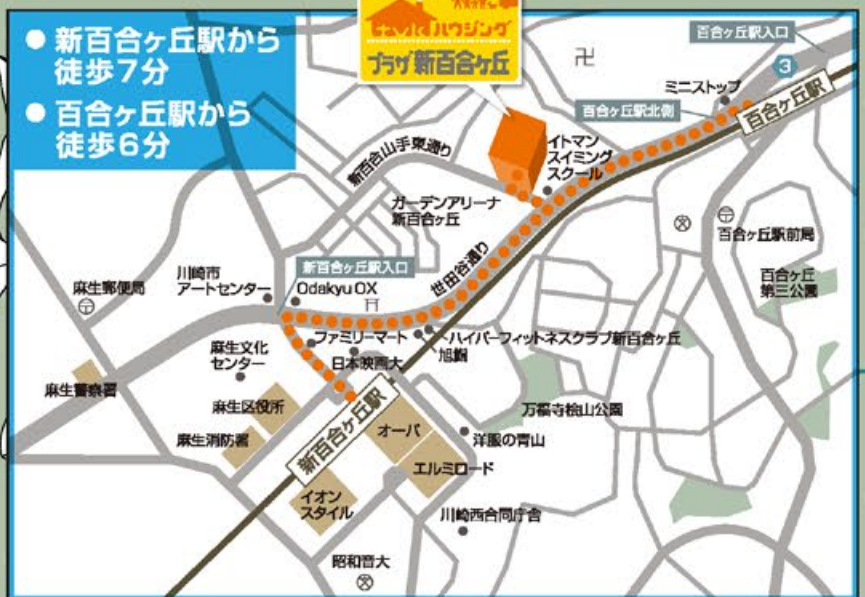 ● 新百合ヶ丘駅から
徒歩7分
● 百合ヶ丘駅から
徒歩6分
ハウジング
プラザ新百合ヶ丘
百合ヶ丘駅入口
3
ミニストップ
百合ヶ丘駅
百合ヶ丘駅北側
イトマン
スイミング
スクール
新百合山手東通り
ガーデンアリーナ
新百合ヶ丘
世田谷通り
百合ヶ丘駅前局
百合ヶ丘
第三公園
新百合ヶ丘駅入口
Odakyu OX
川崎市
アートセンター
麻生郵便局
ファミリーマート
ハイパーフィットネスクラブ新百合ヶ丘
旭鮨
日本映画大
麻生文化
センター
麻生警察署
麻生区役所
麻生消防署
新百合ヶ丘駅
オーパ
エルミロード
万福寺桧山公園
洋服の青山
イオン
スタイル
川崎西合同庁舎
昭和音大